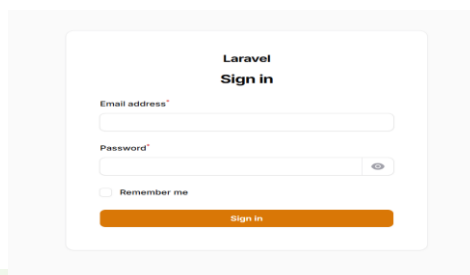 Laravel
Sign in
Email address*
Password*
Remember me
Sign in